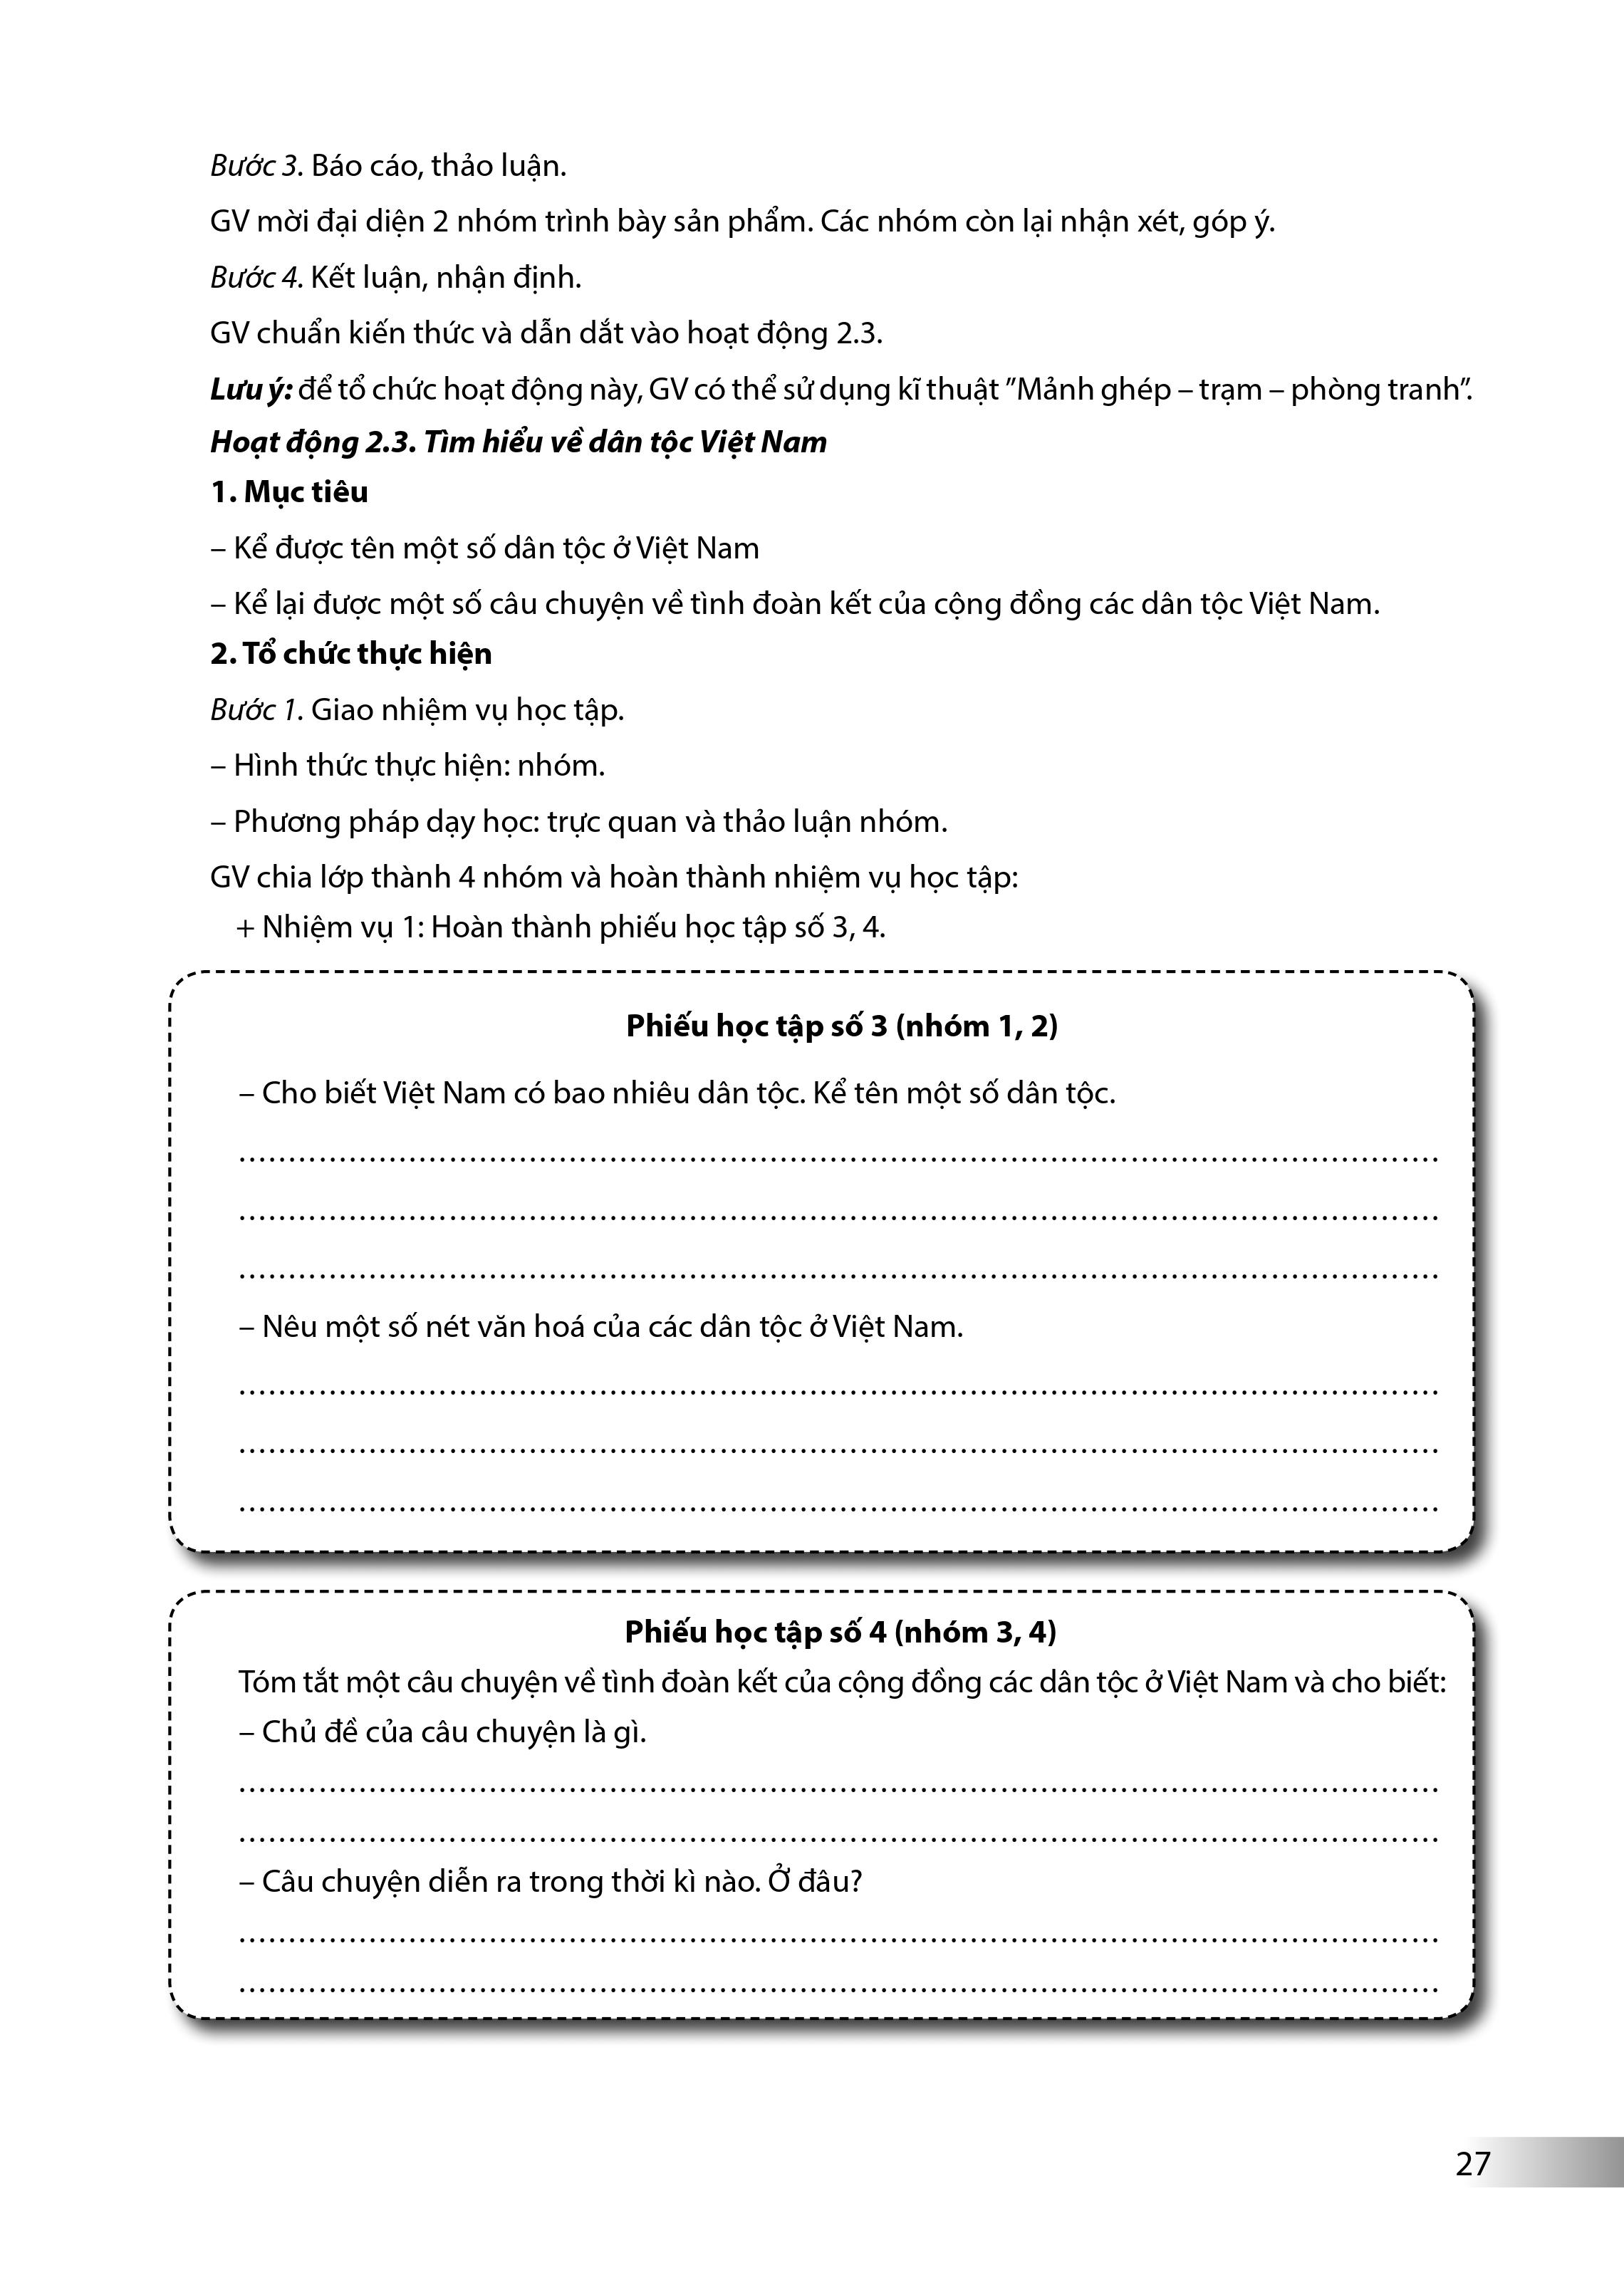 Bước 3. Báo cáo, thảo luận.
GV mời đại diện 2 nhóm trình bày sản phẩm. Các nhóm còn lại nhận xét, góp ý.
Bước 4. Kết luận, nhận định.
GV chuẩn kiến thức và dẫn dắt vào hoạt động 2.3.
Lưu ý: để tổ chức hoạt động này, GV có thể sử dụng kĩ thuật ”Mảnh ghép – trạm – phòng tranh”.
Hoạt động 2.3. Tìm hiểu về dân tộc Việt Nam
1. Mục tiêu
– Kể được tên một số dân tộc ở Việt Nam
– Kể lại được một số câu chuyện về tình đoàn kết của cộng đồng các dân tộc Việt Nam.
2. Tổ chức thực hiện
Bước 1. Giao nhiệm vụ học tập.
– Hình thức thực hiện: nhóm.
– Phương pháp dạy học: trực quan và thảo luận nhóm.
GV chia lớp thành 4 nhóm và hoàn thành nhiệm vụ học tập:
+ Nhiệm vụ 1: Hoàn thành phiếu học tập số 3, 4.
Phiếu học tập số 3 (nhóm 1, 2)
– Cho biết Việt Nam có bao nhiêu dân tộc. Kể tên một số dân tộc.
– Nêu một số nét văn hoá của các dân tộc ở Việt Nam.
Phiếu học tập số 4 (nhóm 3, 4)
Tóm tắt một câu chuyện về tình đoàn kết của cộng đồng các dân tộc ở Việt Nam và cho biết:
– Chủ đề của câu chuyện là gì.
– Câu chuyện diễn ra trong thời kì nào. Ở đâu?
27